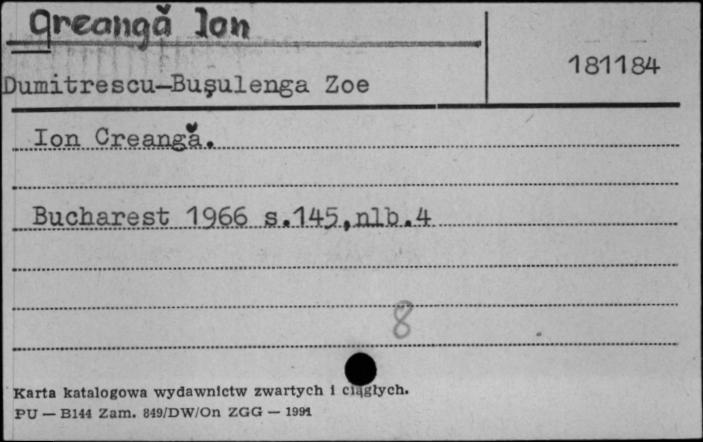 Creangă Ion
181184
Dumitrescu-Buşulenga Zoe
Ion Creangă.
Bucharest 1966 s.145,nlb.4
8
Karta katalogowa wydawnictw zwartych i ciągłych.
PU — B144 Zam. 849/DW/On ZGG — 1991